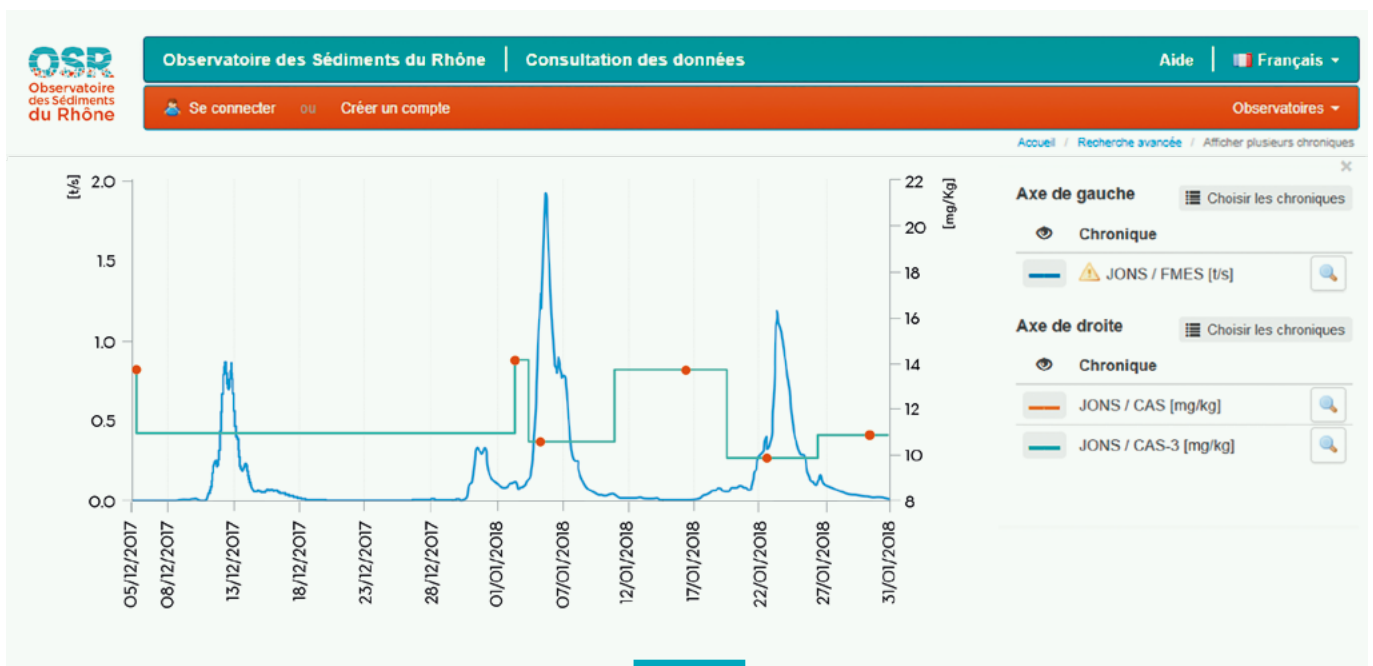 OSR
Observatoire
des Sédiments
du Rhône
Observatoire des Sédiments du Rhône Consultation des données Aide Français
Se connecter ou Créer un compte Observatoires
Accueil / Recherche avancée / Afficher plusieurs chroniques
[t/s]
2.0
1.5
1.0
0.5
0.0
22
20
18
16
14
12
10
8
[mg/Kg]
05/12/2017
08/12/2017
13/12/2017
18/12/2017
23/12/2017
28/12/2017
01/01/2018
07/01/2018
12/01/2018
17/01/2018
22/01/2018
27/01/2018
31/01/2018
Axe de gauche Choisir les chroniques
Chronique
JONS / FMES [t/s]
Axe de droite Choisir les chroniques
Chronique
JONS / CAS [mg/kg]
JONS / CAS-3 [mg/kg]